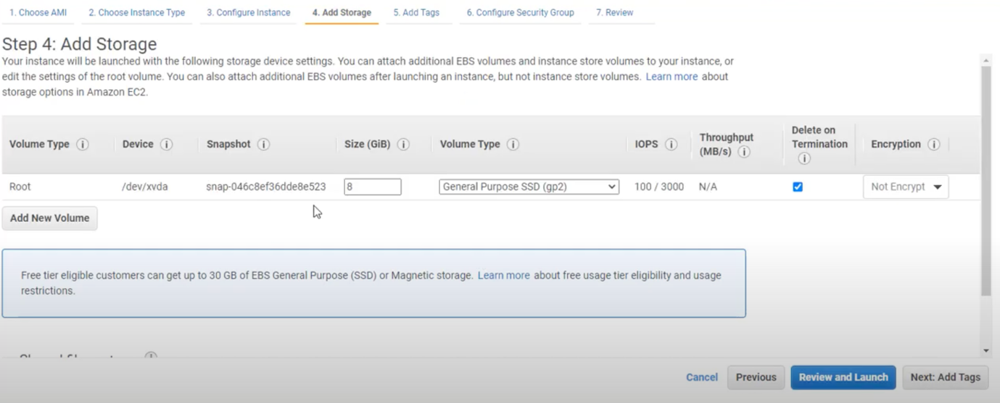 1. Choose AMI 2. Choose Instance Type 3. Configure Instance 4. Add Storage 5. Add Tags 6. Configure Security Group 7. Review
Step 4: Add Storage
Your instance will be launched with the following storage device settings. You can attach additional EBS volumes and instance store volumes to your instance, or
edit the settings of the root volume. You can also attach additional EBS volumes after launching an instance, but not instance store volumes. Learn more about
storage options in Amazon EC2.
Volume Type Device Snapshot Size (GiB) Volume Type IOPS Throughput (MB/s) Delete on Termination Encryption
Root /dev/xvda snap-046c8ef36dde8e523 8 General Purpose SSD (gp2) 100 / 3000 N/A Not Encrypt
Add New Volume
Free tier eligible customers can get up to 30 GB of EBS General Purpose (SSD) or Magnetic storage. Learn more about free usage tier eligibility and usage
restrictions.
Cancel Previous Review and Launch Next: Add Tags